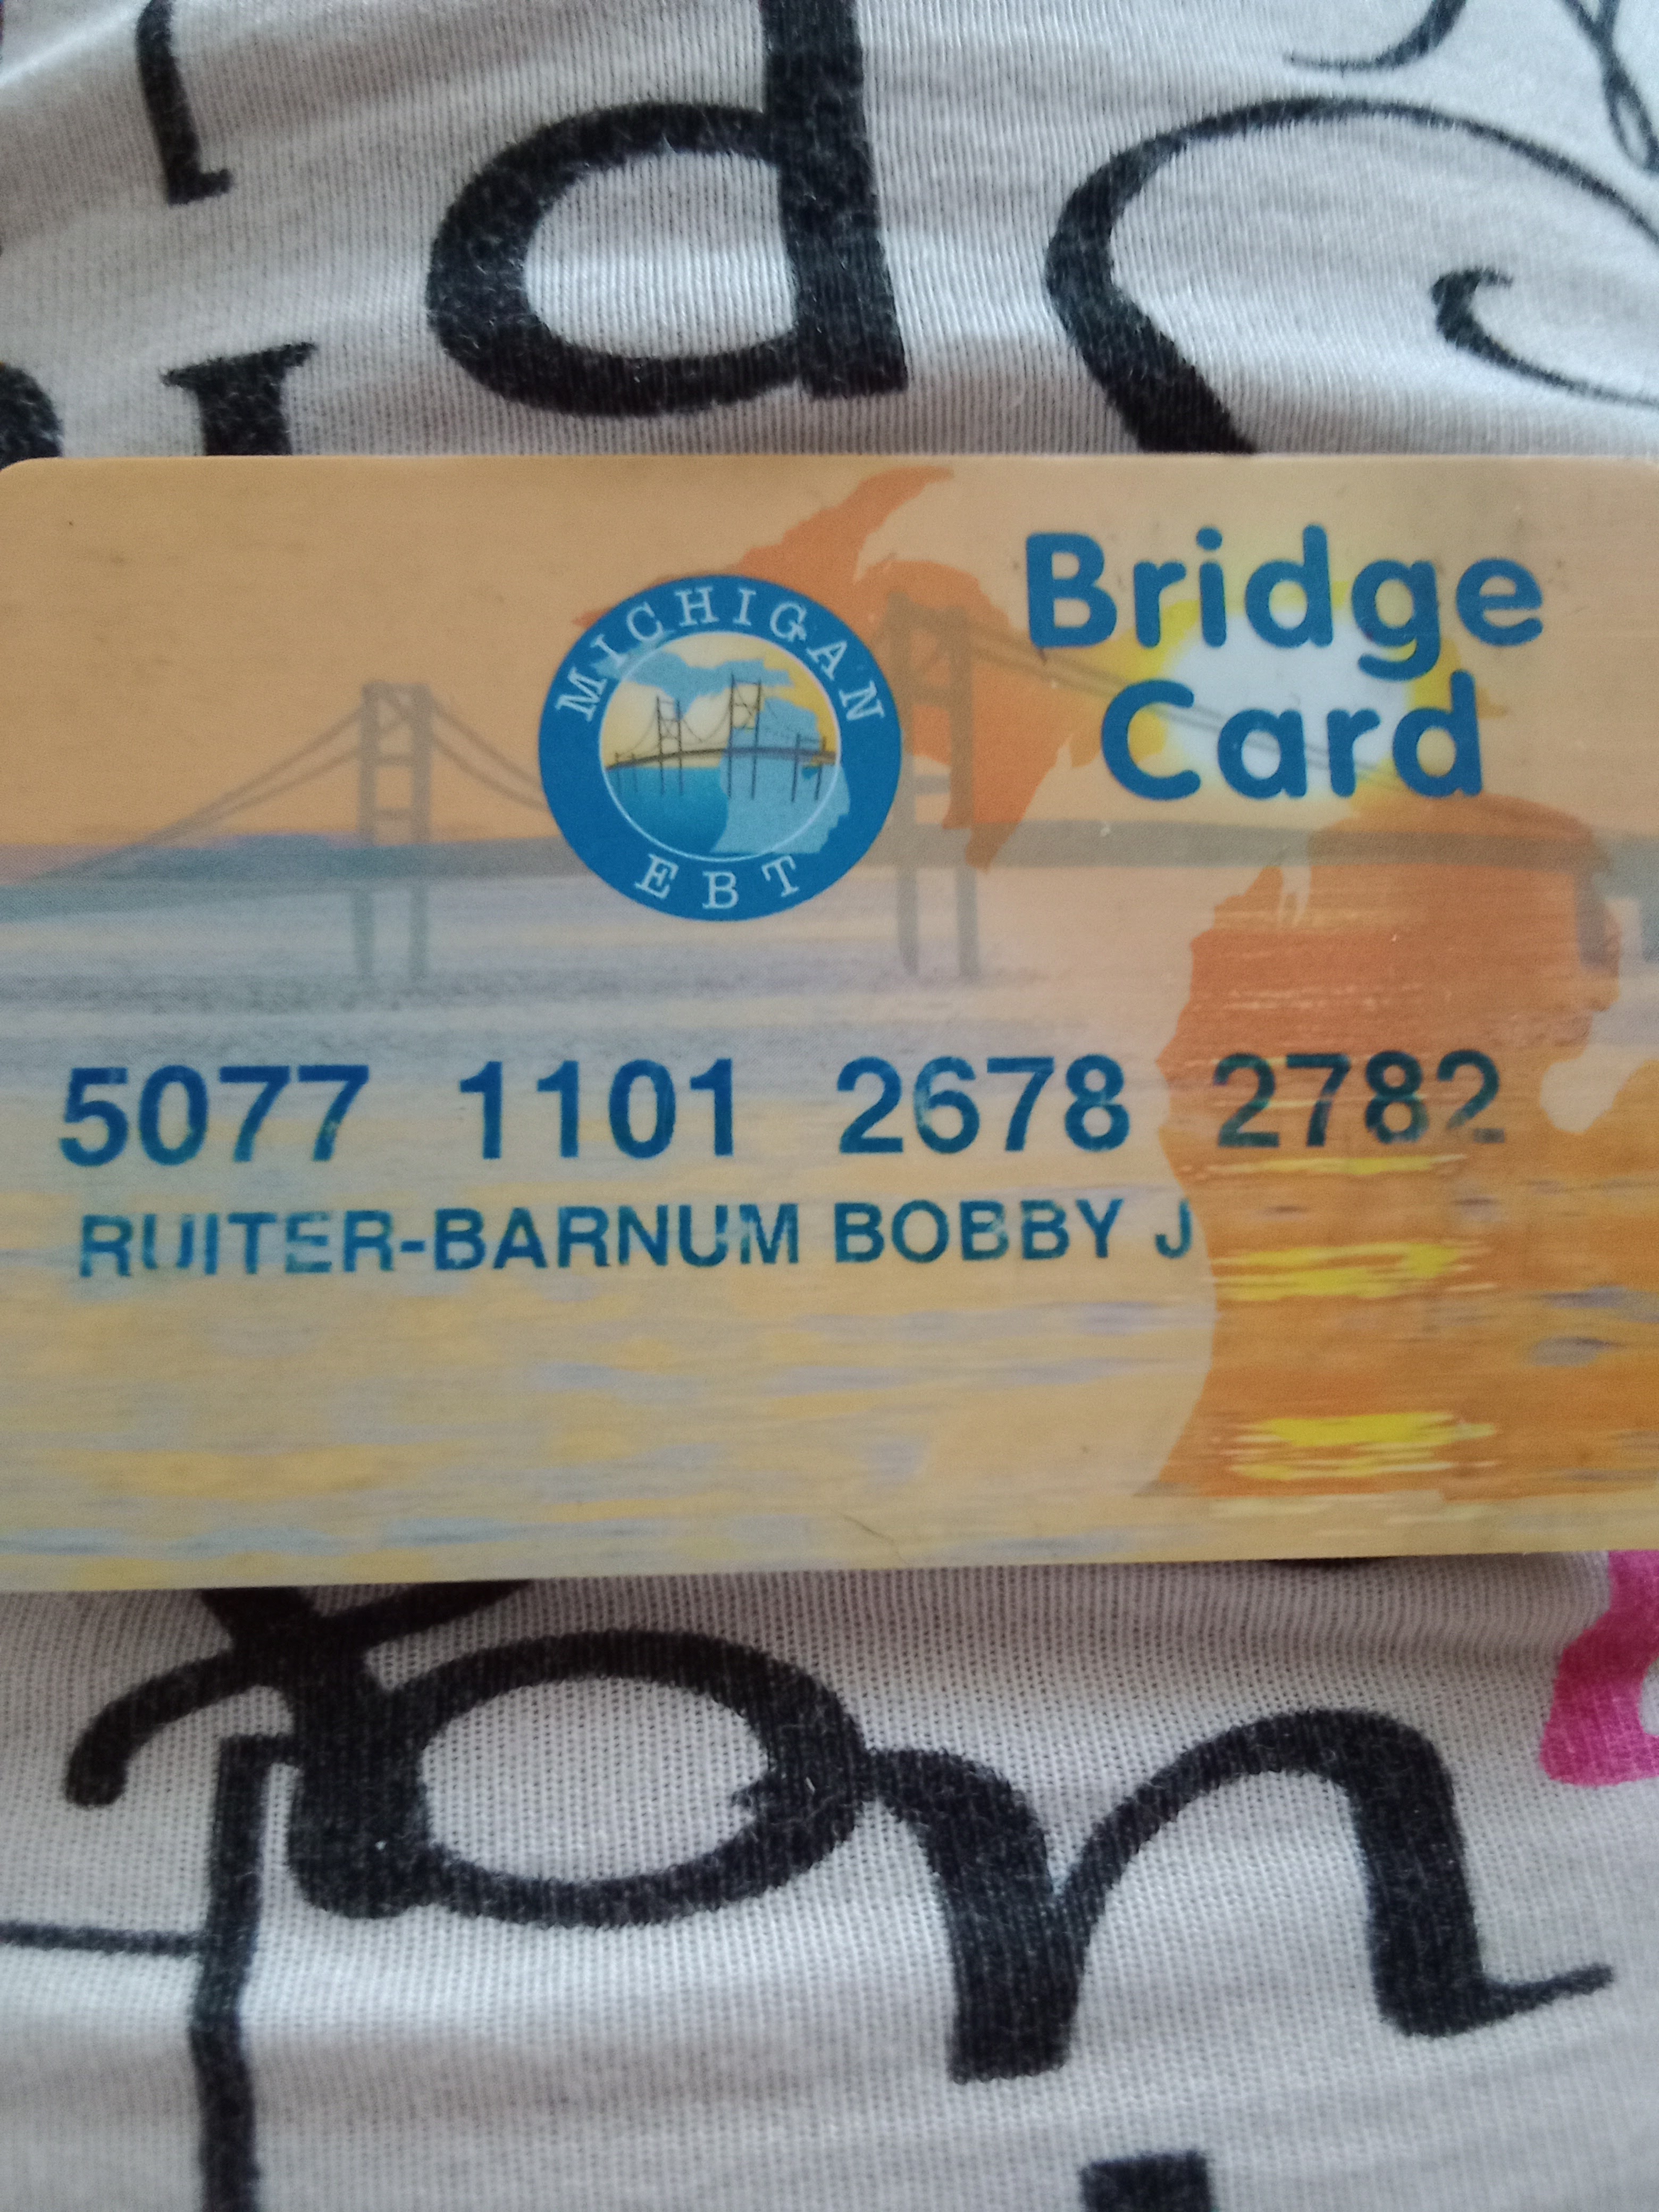 Bridge
Card
MICHIGAN
EBT
5077 1101 2678 2782
RUITER-BARNUM BOBBY J